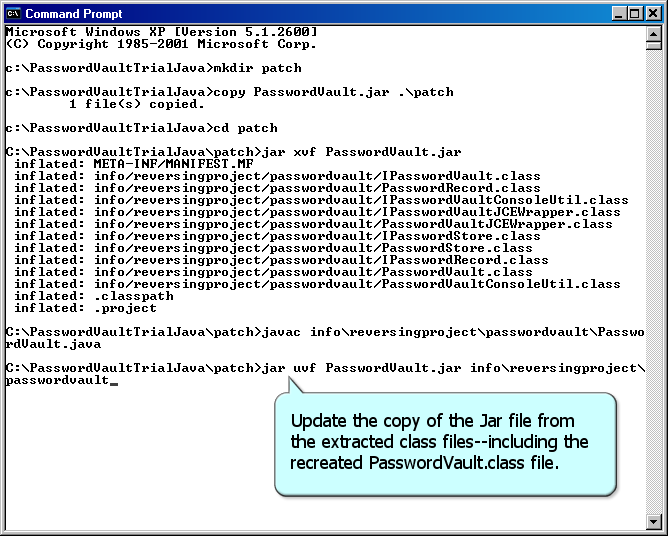 Command Prompt
Microsoft Windows XP [Version 5.1.2600]
(C) Copyright 1985-2001 Microsoft Corp.
c:\PasswordVaultTrialJava>mkdir patch
c:\PasswordVaultTrialJava>copy PasswordVault.jar .\patch
1 file(s) copied.
c:\PasswordVaultTrialJava>cd patch
C:\PasswordVaultTrialJava\patch>jar xvf PasswordVault.jar
inflated: META-INF/MANIFEST.MF
inflated: info/reversingproject/passwordvault/IPasswordVault.class
inflated: info/reversingproject/passwordvault/PasswordRecord.class
inflated: info/reversingproject/passwordvault/IPasswordVaultConsoleUtil.class
inflated: info/reversingproject/passwordvault/IPasswordVaultJCEWrapper.class
inflated: info/reversingproject/passwordvault/PasswordVaultJCEWrapper.class
inflated: info/reversingproject/passwordvault/IPasswordStore.class
inflated: info/reversingproject/passwordvault/PasswordStore.class
inflated: info/reversingproject/passwordvault/IPasswordRecord.class
inflated: info/reversingproject/passwordvault/PasswordVault.class
inflated: info/reversingproject/passwordvault/PasswordVaultConsoleUtil.class
inflated: .classpath
inflated: .project
C:\PasswordVaultTrialJava\patch>javac info\reversingproject\passwordvault\Passwo
rdVault.java
C:\PasswordVaultTrialJava\patch>jar uvf PasswordVault.jar info\reversingproject\
passwordvault_
Update the copy of the Jar file from
the extracted class files--including the
recreated PasswordVault.class file.